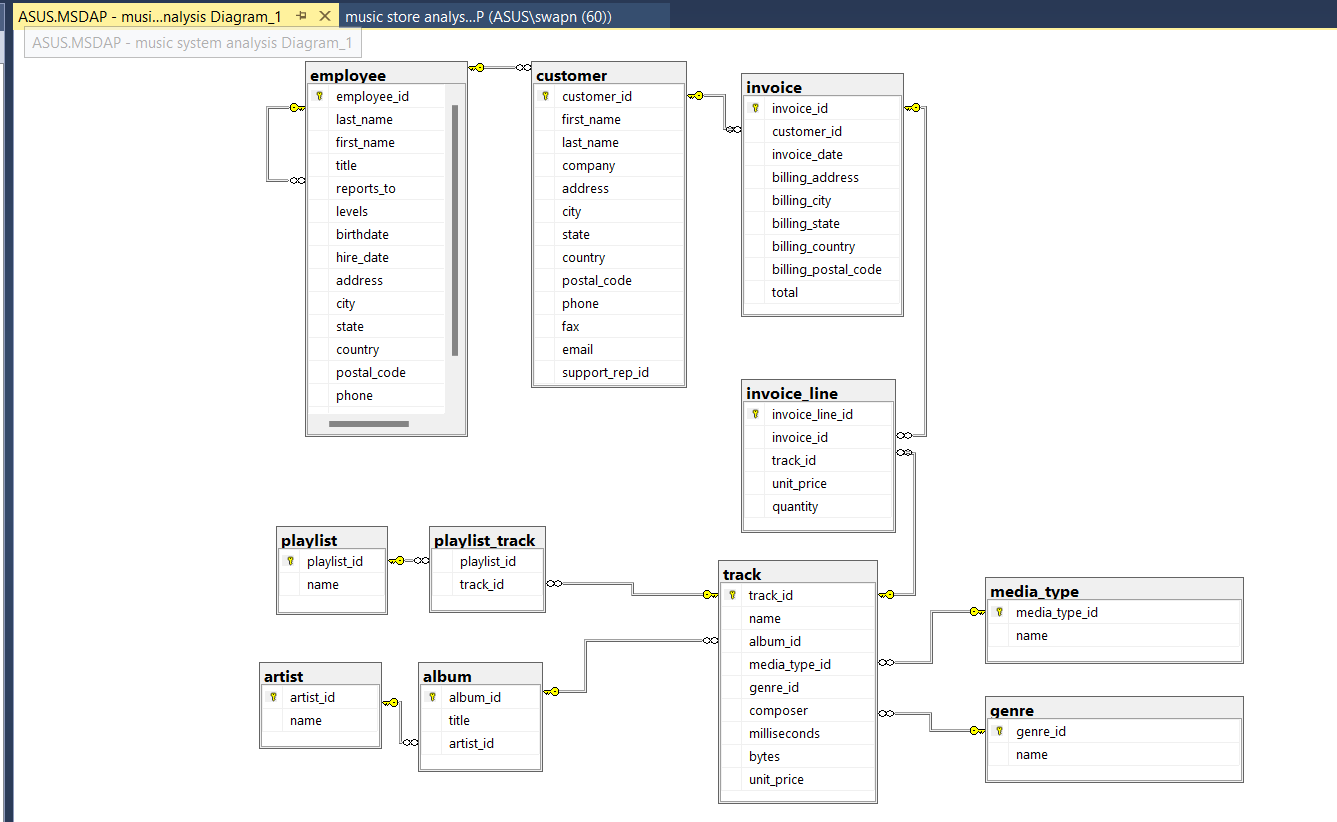 ASUS.MSDAP - musi...nalysis Diagram_1
music store analys...P (ASUS\swapn (60))
ASUS.MSDAP - music system analysis Diagram_1
employee
employee_id
last_name
first_name
title
reports_to
levels
birthdate
hire_date
address
city
state
country
postal_code
phone
customer
customer_id
first_name
last_name
company
address
city
state
country
postal_code
phone
fax
email
support_rep_id
invoice
invoice_id
customer_id
invoice_date
billing_address
billing_city
billing_state
billing_country
billing_postal_code
total
invoice_line
invoice_line_id
invoice_id
track_id
unit_price
quantity
playlist
playlist_id
name
playlist_track
playlist_id
track_id
track
track_id
name
album_id
media_type_id
genre_id
composer
milliseconds
bytes
unit_price
media_type
media_type_id
name
artist
artist_id
name
album
album_id
title
artist_id
genre
genre_id
name